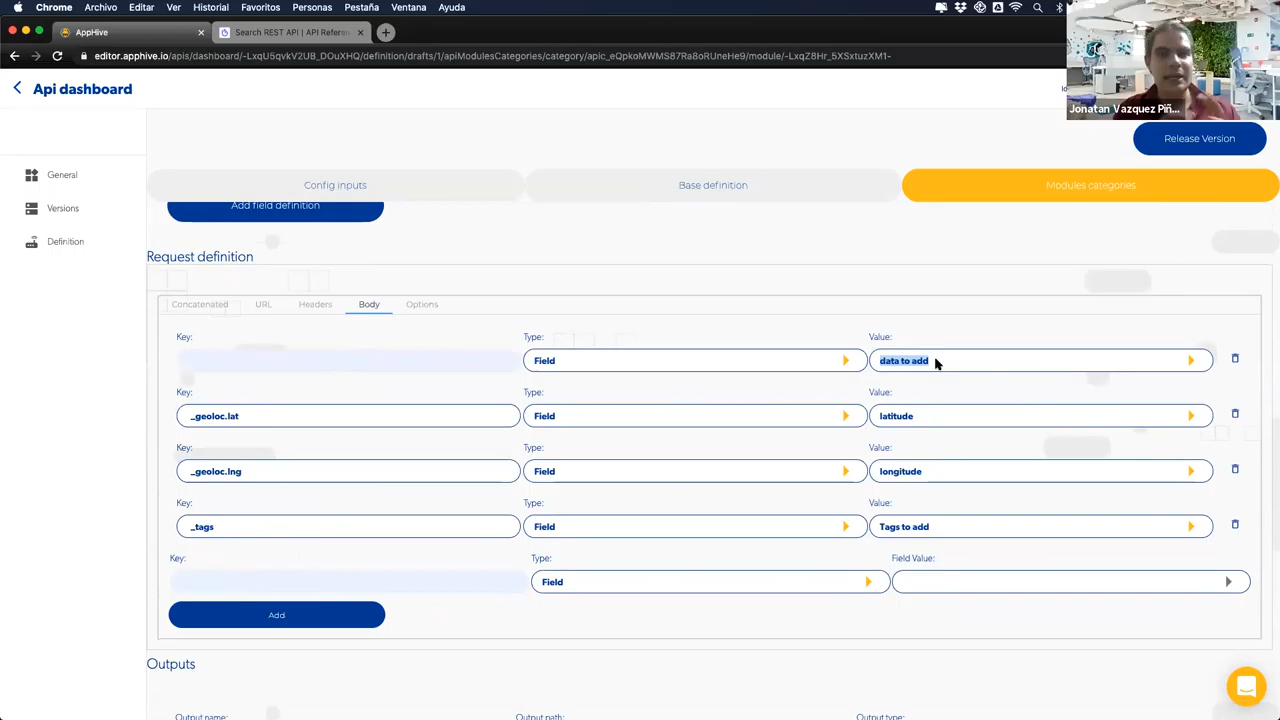 Chrome Archivo Editar Ver Historial Favoritos Personas Pestaña Ventana Ayuda
AppHive
Search REST API | API Referen
editor.apphive.io/apis/dashboard/-LxqU5qvkV2UB_DOuXHQ/definition/drafts/1/apiModulesCategories/category/apic_eQpkoMWMS87Ra8oRUneHe9/module/-LxqZ8Hr_5XSxtuzXM1-
Jonatan Vazquez Piñ...
Api dashboard
Release Version
General
Versions
Definition
Config inputs
Base definition
Modules categories
Add field definition
Request definition
Concatenated URL Headers Body Options
Key: Type: Value:
Field data to add
Key: Type: Value:
_geoloc.lat Field latitude
Key: Type: Value:
_geoloc.lng Field longitude
Key: Type: Value:
_tags Field Tags to add
Key: Type: Field Value:
Field
Add
Outputs
Output name: Output path: Output type: